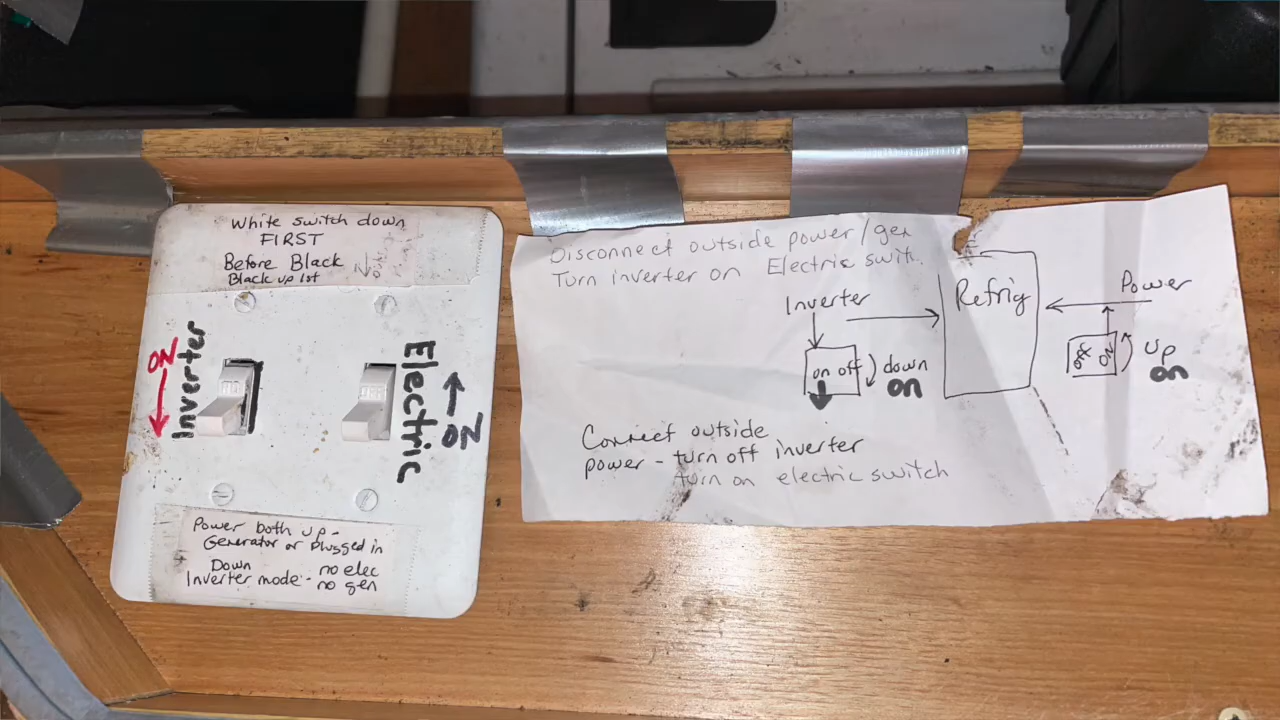 White switch down
FIRST
Before Black
Black up 1st
ON
Inverter
Electric
ON
Power both up -
Generator or plugged in
Down no elec
Inverter mode - no gen
Disconnect outside power/gen
Turn inverter on Electric swit
Inverter
Refrig
Power
on off
down
on
OFF ON
up
on
Connect outside
power - turn off inverter
turn on electric switch